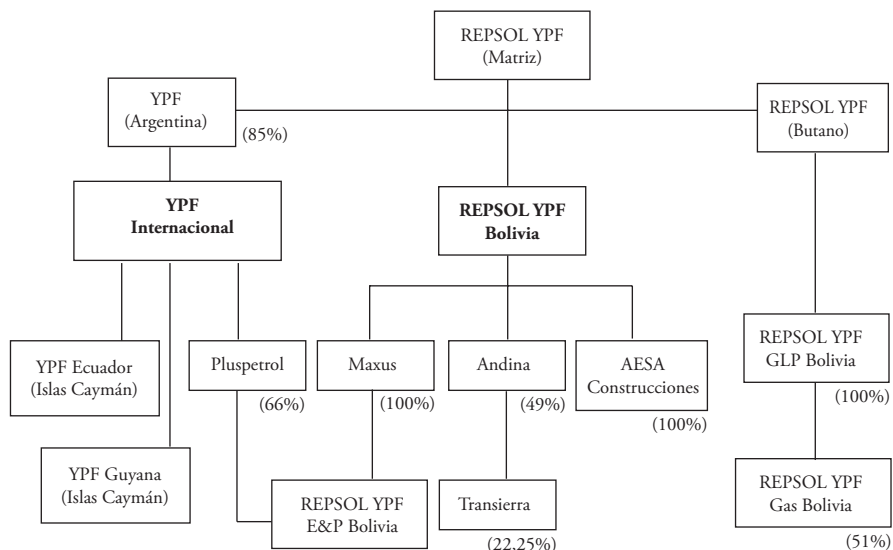 REPSOL YPF
(Matriz)
YPF
(Argentina)
(85%)
REPSOL YPF
(Butano)
YPF
Internacional
REPSOL YPF
Bolivia
YPF Ecuador
(Islas Caymán)
Pluspetrol
(66%)
Maxus
(100%)
Andina
(49%)
AESA
Construcciones
(100%)
REPSOL YPF
GLP Bolivia
(100%)
YPF Guyana
(Islas Caymán)
REPSOL YPF
E&P Bolivia
Transierra
(22,25%)
REPSOL YPF
Gas Bolivia
(51%)